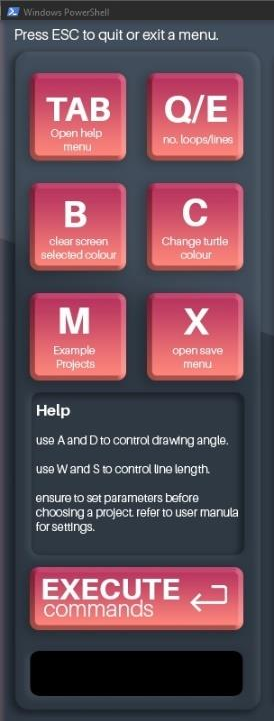 Windows PowerShell
Press ESC to quit or exit a menu.
TAB
Open help
menu
Q/E
no. loops/lines
B
clear screen
selected colour
C
Change turtle
colour
M
Example
Projects
X
open save
menu
Help
use A and D to control drawing angle.
use W and S to control line length.
ensure to set parameters before
choosing a project. refer to user manula
for settings.
EXECUTE
commands